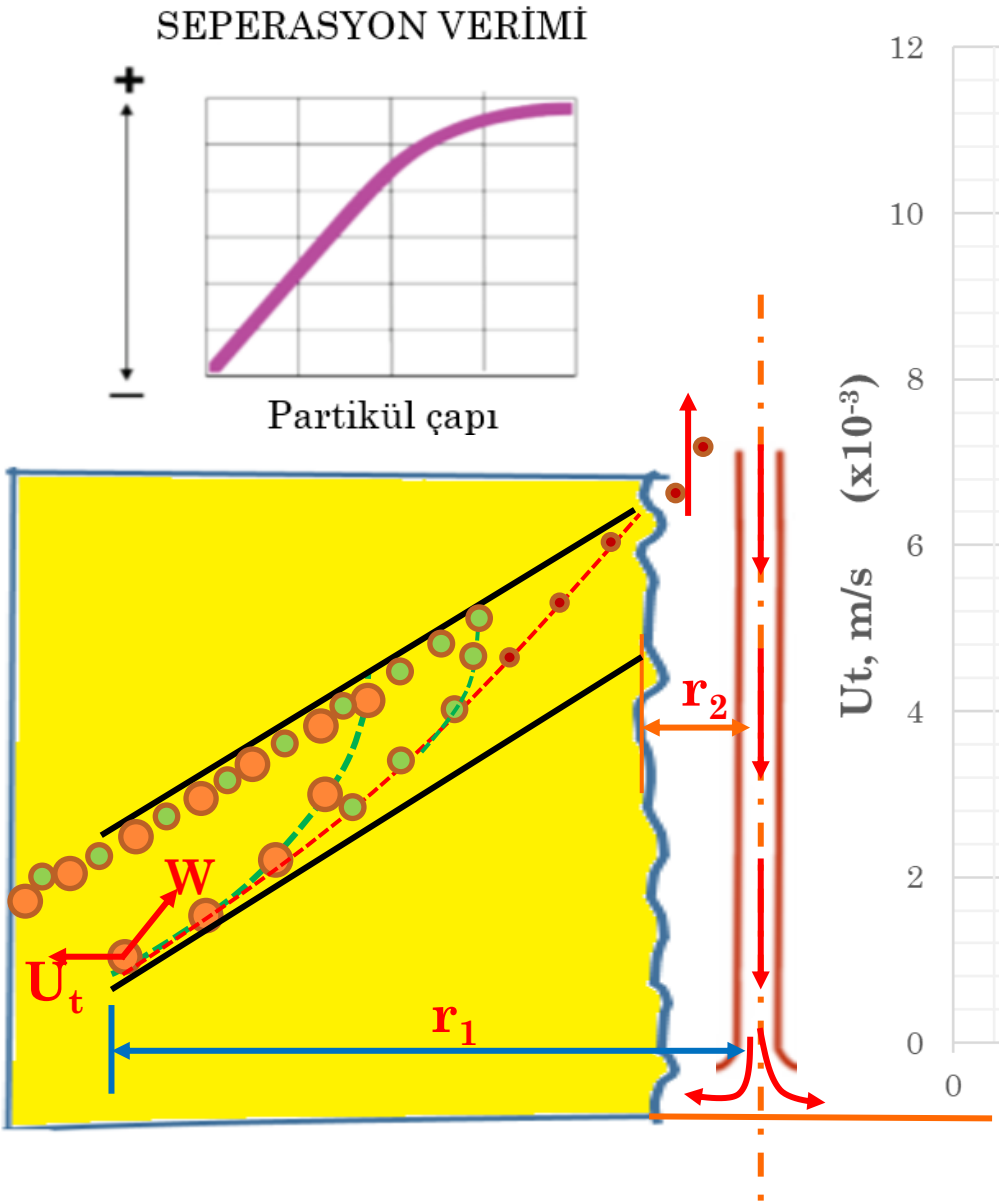 SEPERASYON VERİMİ
+
−
Partikül çapı
W
Uₜ
r₁
r₂
Ut, m/s (x10⁻³)
12
10
8
6
4
2
0
0